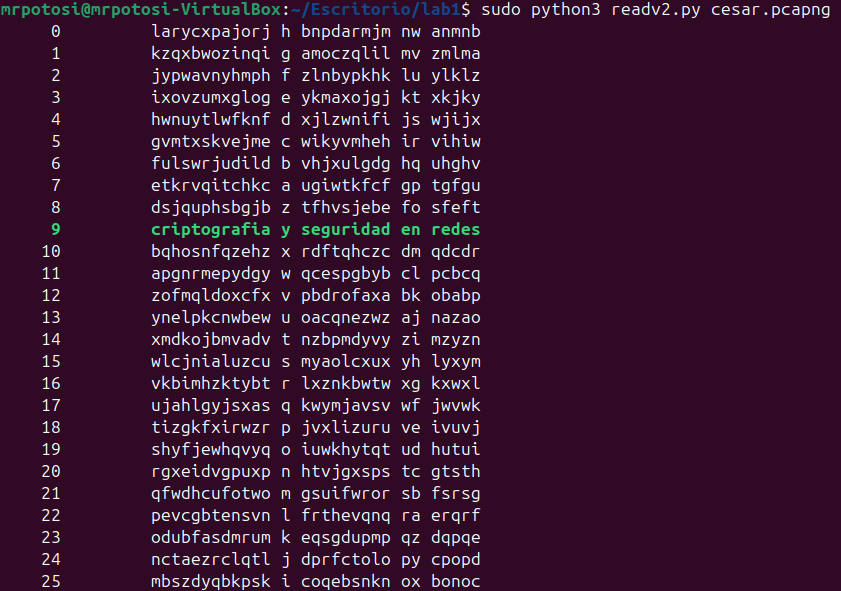 mrpotosi@mrpotosi-VirtualBox:~/Escritorio/lab1$ sudo python3 readv2.py cesar.pcapng
0 larycxpajorj h bnpdarmjm nw anmnb
1 kzqxbwozinqi g amoczqlil mv zmlma
2 jypwavnyhmph f zlnbypkhk lu ylklz
3 ixovzumxglog e ykmaxojgj kt xkjky
4 hwnuytlwfknf d xjlzwnifi js wjijx
5 gvmtxskvejme c wikyvmheh ir vihiw
6 fulswrjudild b vhjxulgdg hq uhghv
7 etkrvqitchkc a ugiwtkfcf gp tgfgu
8 dsjquphsbgjb z tfhvsjebe fo sfeft
9 criptografia y seguridad en redes
10 bqhosnfqzehz x rdftqhczc dm qdcdr
11 apgnrmepydgy w qcespgbyb cl pcbcq
12 zofmqldoxcfx v pbdrofaxa bk obabp
13 ynelpkcnwbew u oacqnezwz aj nazao
14 xmdkojbmvadv t nzbpmdyvy zi mzyzn
15 wlcjnialuzcu s myaolcxux yh lyxym
16 vkbimhzktybt r lxznkbwtw xg kxwxl
17 ujahlgyjsxas q kwymjavsv wf jwvwk
18 tizgkfxirwzr p jvxlizuru ve ivuvj
19 shyfjewhqvyq o iuwkhytqt ud hutui
20 rgxeidvgpuxp n htvjgxsps tc gtsth
21 qfwdhcufotwo m gsuifwror sb fsrsg
22 pevcgbtensvn l frthevqnq ra erqrf
23 odubfasdmrum k eqsgdupmp qz dqpqe
24 nctaezrclqtl j dprfctolo py cpopd
25 mbszdyqbkpsk i coqebsnkn ox bonoc